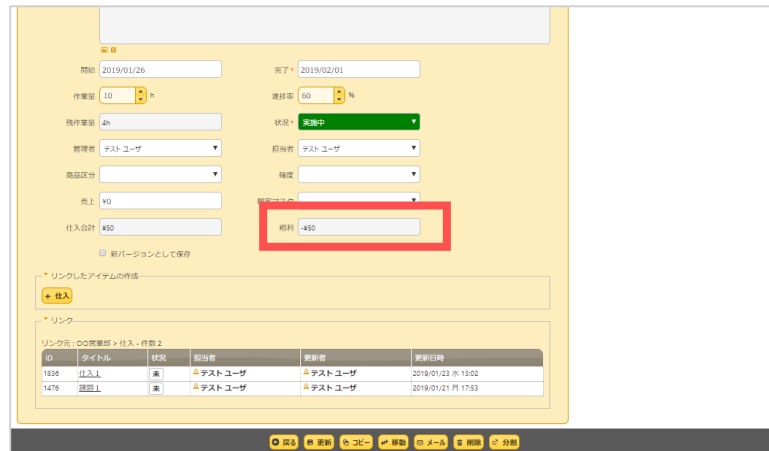 開始 2019/01/26 完了* 2019/02/01
作業量 10 h 進捗率 60 %
残作業量 4h 状況* 実施中
管理者 テスト ユーザ 担当者 テスト ユーザ
商品区分 確度
売上 ¥0 顧客マスタ
仕入合計 ¥50 粗利 -¥50
新バージョンとして保存
リンクしたアイテムの作成
+ 仕入
リンク
リンク元 : 〇〇営業部 > 仕入 - 件数 2
ID タイトル 状況 担当者 更新者 更新日時
1836 仕入1 未 テスト ユーザ テスト ユーザ 2019/01/23 水 13:02
1476 課題1 未 テスト ユーザ テスト ユーザ 2019/01/21 月 17:53
戻る 更新 コピー 移動 メール 削除 分割